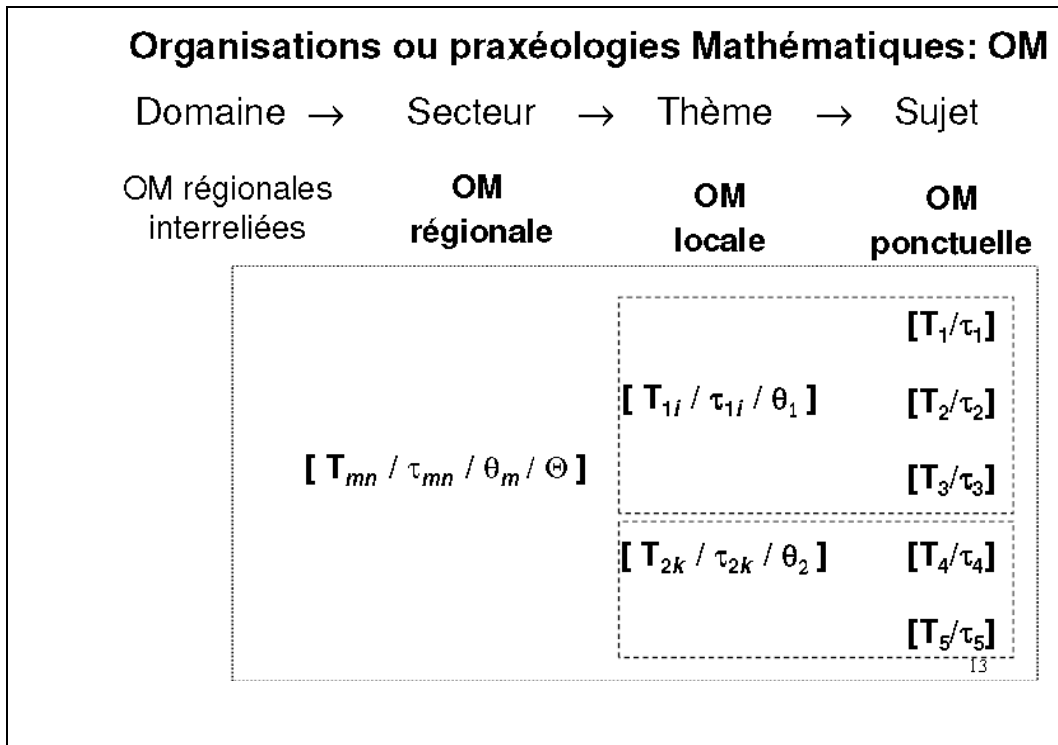 Organisations ou praxéologies Mathématiques: OM
Domaine → Secteur → Thème → Sujet
OM régionales interreliées
OM régionale
OM locale
OM ponctuelle
[T₁/τ₁]
[ T₁ᵢ / τ₁ᵢ / θ₁ ] [T₂/τ₂]
[ Tmn / τmn / θm / Θ ] [T₃/τ₃]
[ T₂ₖ / τ₂ₖ / θ₂ ] [T₄/τ₄]
[T₅/τ₅]
13